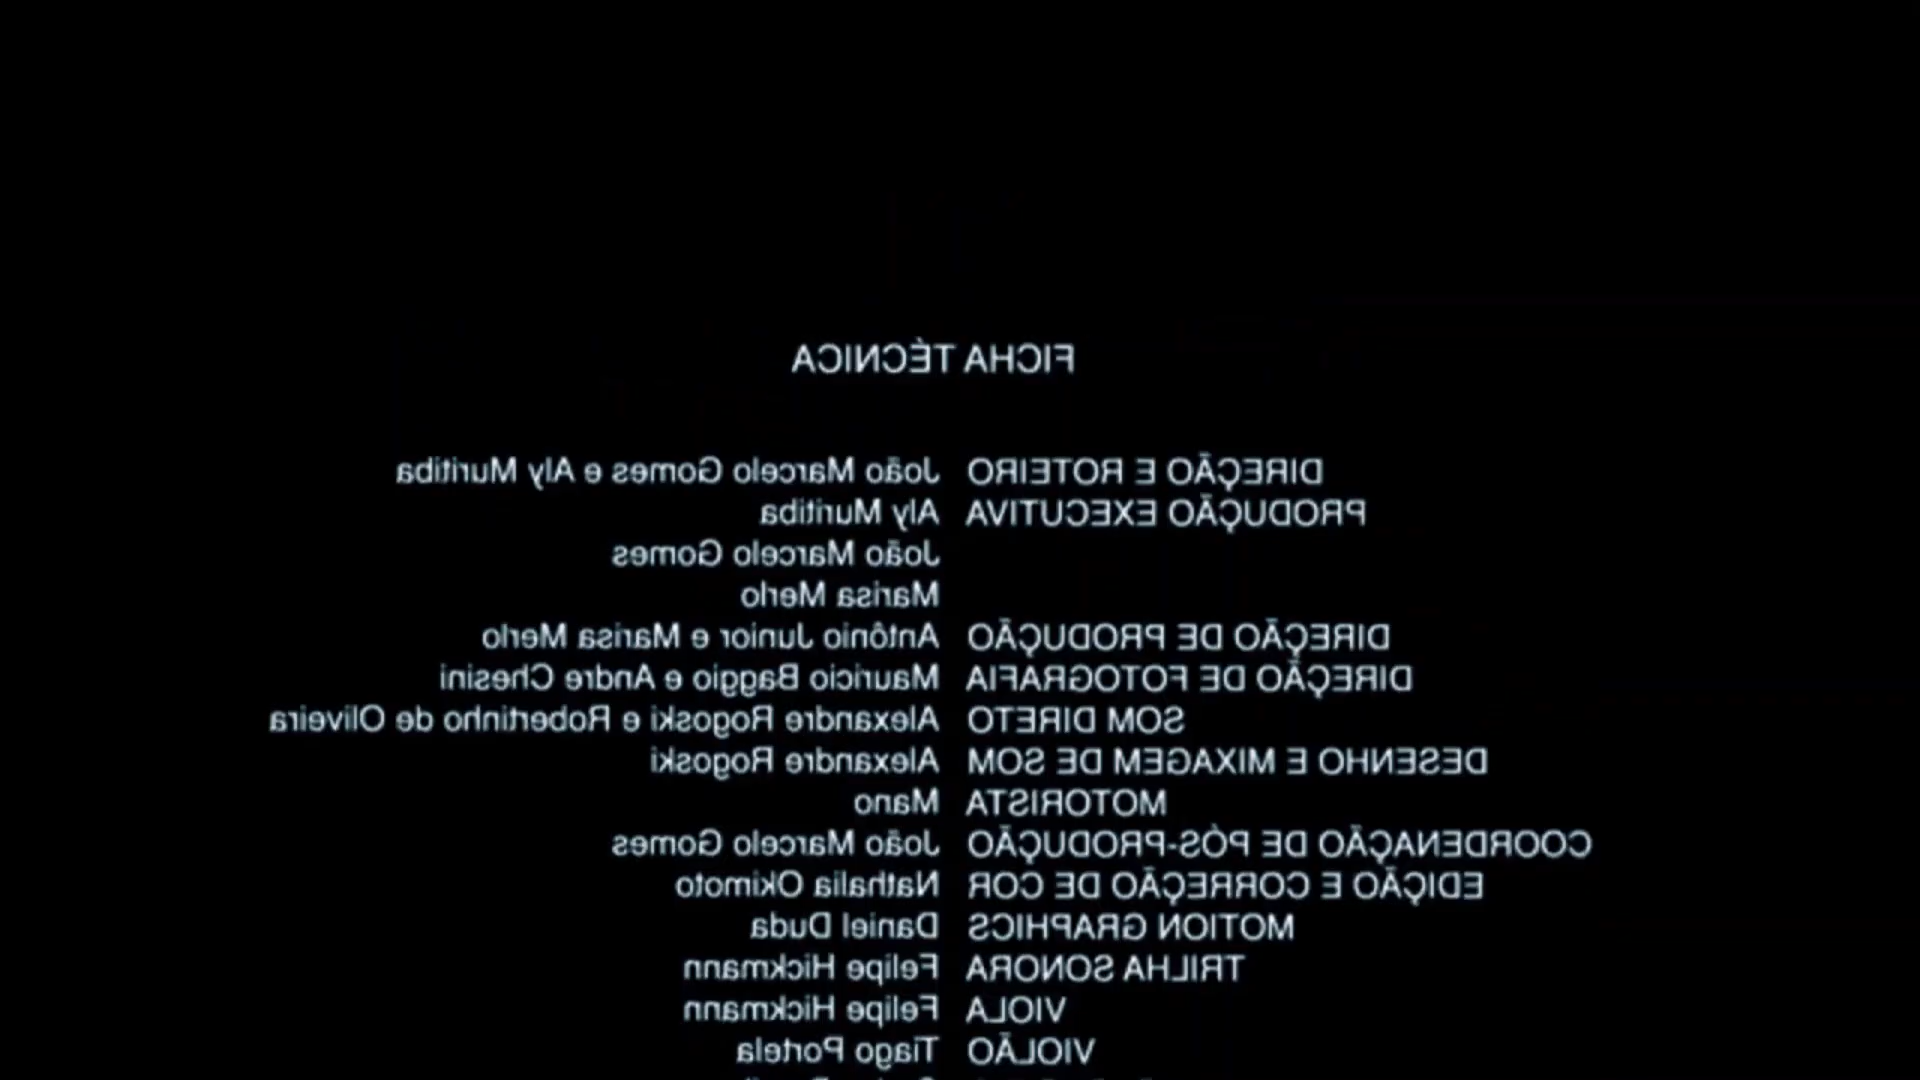 FICHA TÉCNICA
DIREÇÃO E ROTEIRO João Marcelo Gomes e Aly Muritiba
PRODUÇÃO EXECUTIVA Aly Muritiba
João Marcelo Gomes
Marisa Merlo
DIREÇÃO DE PRODUÇÃO Antônio Junior e Marisa Merlo
DIREÇÃO DE FOTOGRAFIA Mauricio Baggio e Andre Chesini
SOM DIRETO Alexandre Rogoski e Robertinho de Oliveira
DESENHO E MIXAGEM DE SOM Alexandre Rogoski
MOTORISTA Mano
COORDENAÇÃO DE PÓS-PRODUÇÃO João Marcelo Gomes
EDIÇÃO E CORREÇÃO DE COR Nathalia Okimoto
MOTION GRAPHICS Daniel Duda
TRILHA SONORA Felipe Hickmann
VIOLA Felipe Hickmann
VIOLÃO Tiago Portela